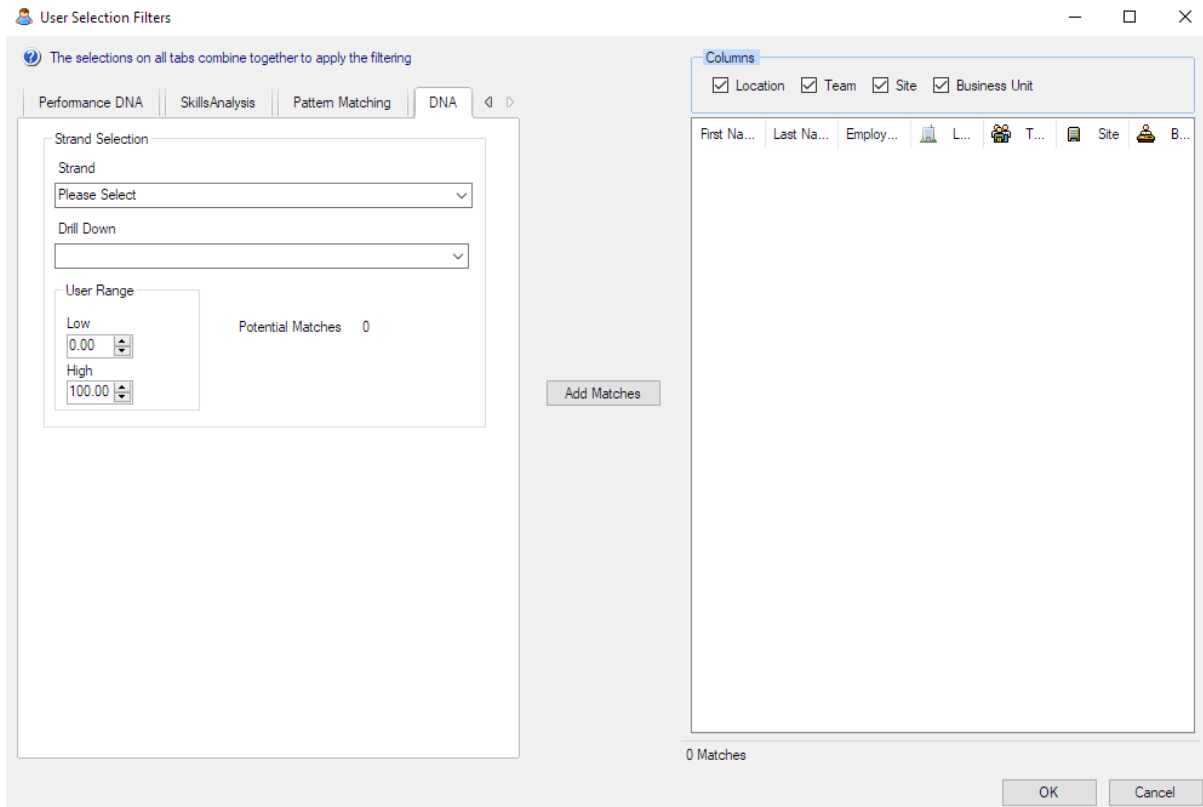 User Selection Filters
The selections on all tabs combine together to apply the filtering
Performance DNA SkillsAnalysis Pattern Matching DNA
Strand Selection
Strand
Please Select
Drill Down
User Range
Low
0.00
High
100.00
Potential Matches 0
Add Matches
Columns
Location Team Site Business Unit
First Na... Last Na... Employ... L... T... Site B...
0 Matches
OK Cancel